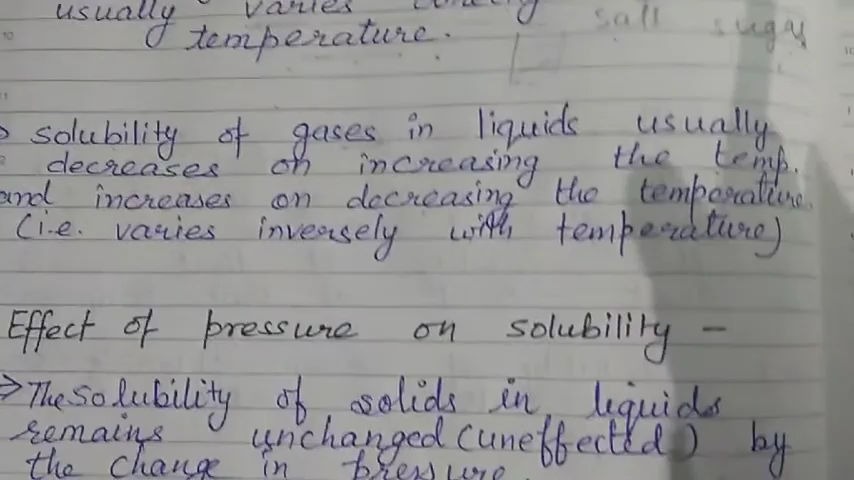 usually varies
temperature. salt sugar
solubility of gases in liquids usually
decreases on increasing the temp.
and increases on decreasing the temperature.
(i.e. varies inversely with temperature)
Effect of pressure on solubility -
⇒ The solubility of solids in liquids
remains unchanged (uneffected) by
the change in pressure.